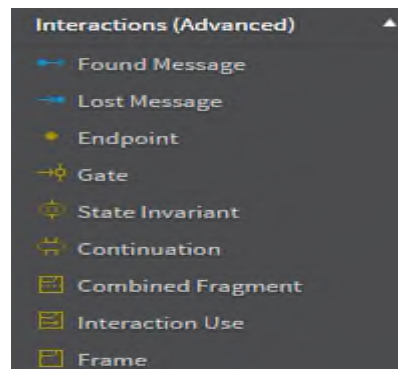 Interactions (Advanced)
Found Message
Lost Message
Endpoint
Gate
State Invariant
Continuation
Combined Fragment
Interaction Use
Frame